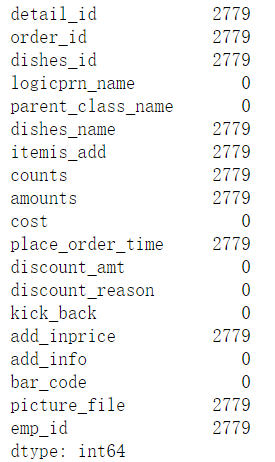 detail_id 2779
order_id 2779
dishes_id 2779
logicprn_name 0
parent_class_name 0
dishes_name 2779
itemis_add 2779
counts 2779
amounts 2779
cost 0
place_order_time 2779
discount_amt 0
discount_reason 0
kick_back 0
add_inprice 2779
add_info 0
bar_code 0
picture_file 2779
emp_id 2779
dtype: int64